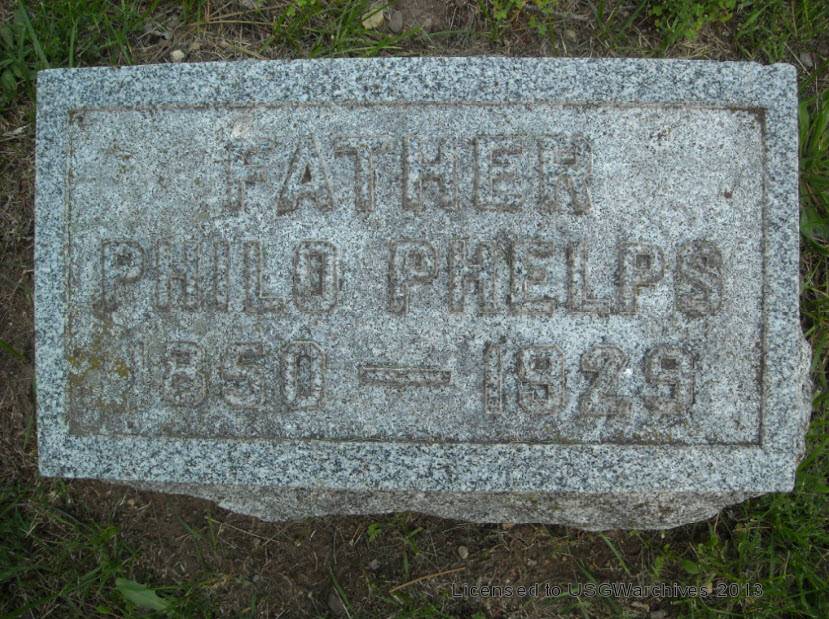 FATHER
PHILO PHELPS
1850 — 1929
Licensed to USGWarchives, 2013